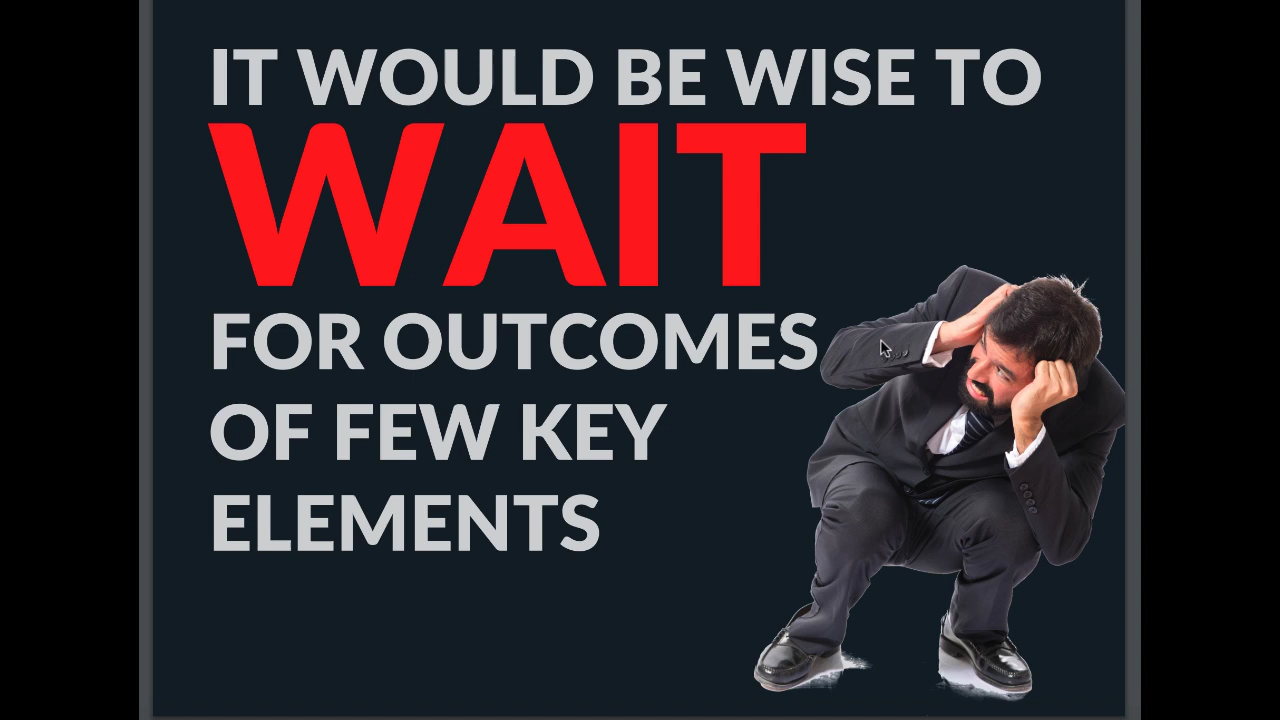 IT WOULD BE WISE TO
WAIT
FOR OUTCOMES
OF FEW KEY
ELEMENTS